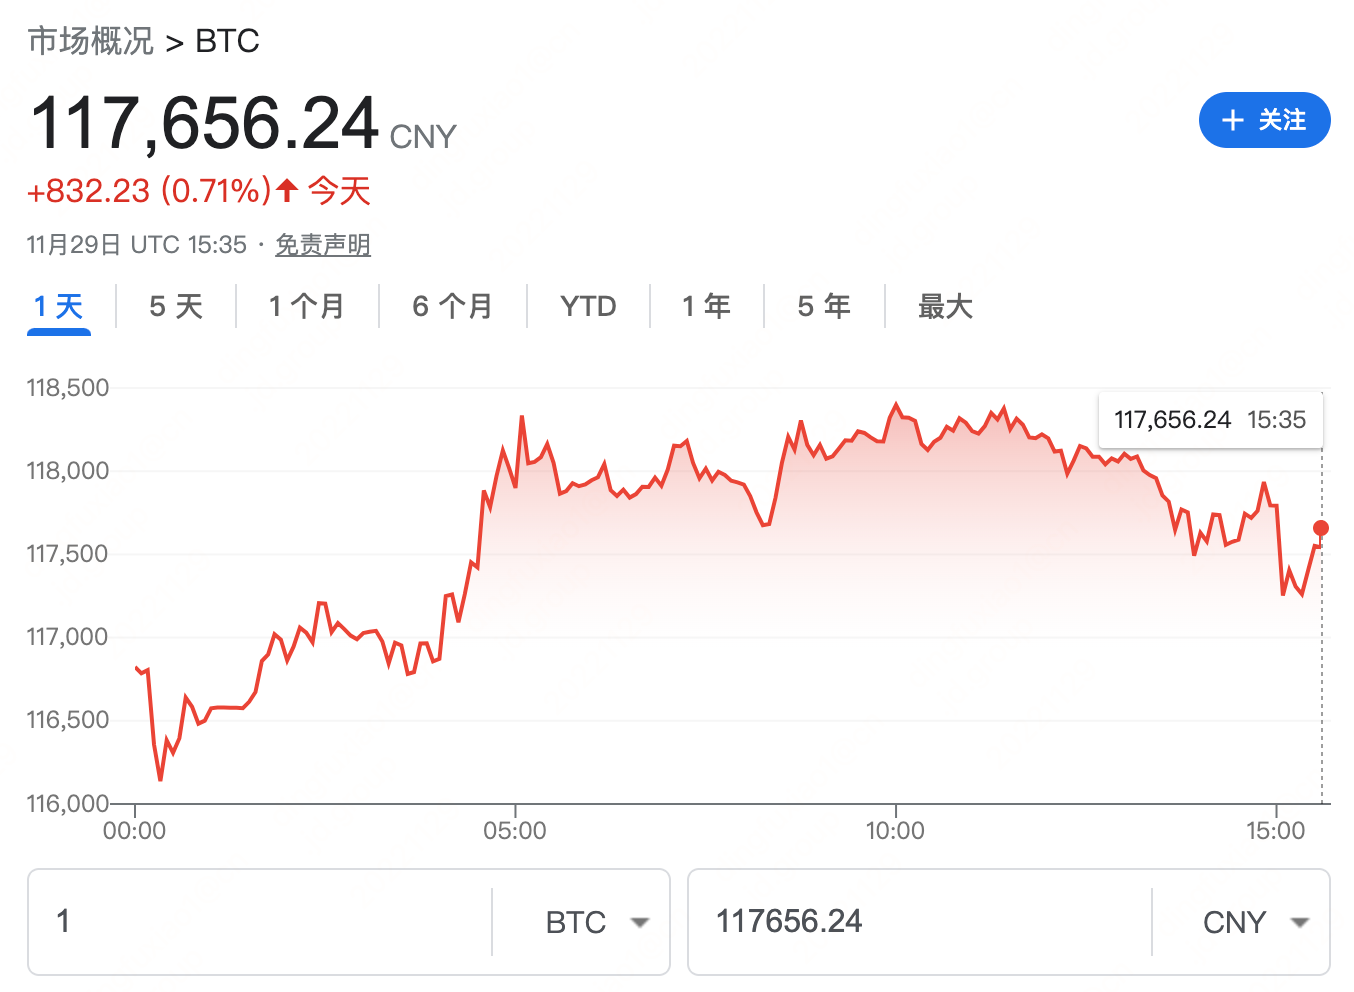 市场概况 > BTC
117,656.24 CNY
+ 关注
+832.23 (0.71%)↑ 今天
11月29日 UTC 15:35 · 免责声明
1 天 5 天 1 个月 6 个月 YTD 1 年 5 年 最大
118,500
117,656.24 15:35
118,000
117,500
117,000
116,500
116,000
00:00 05:00 10:00 15:00
1 BTC 117656.24 CNY